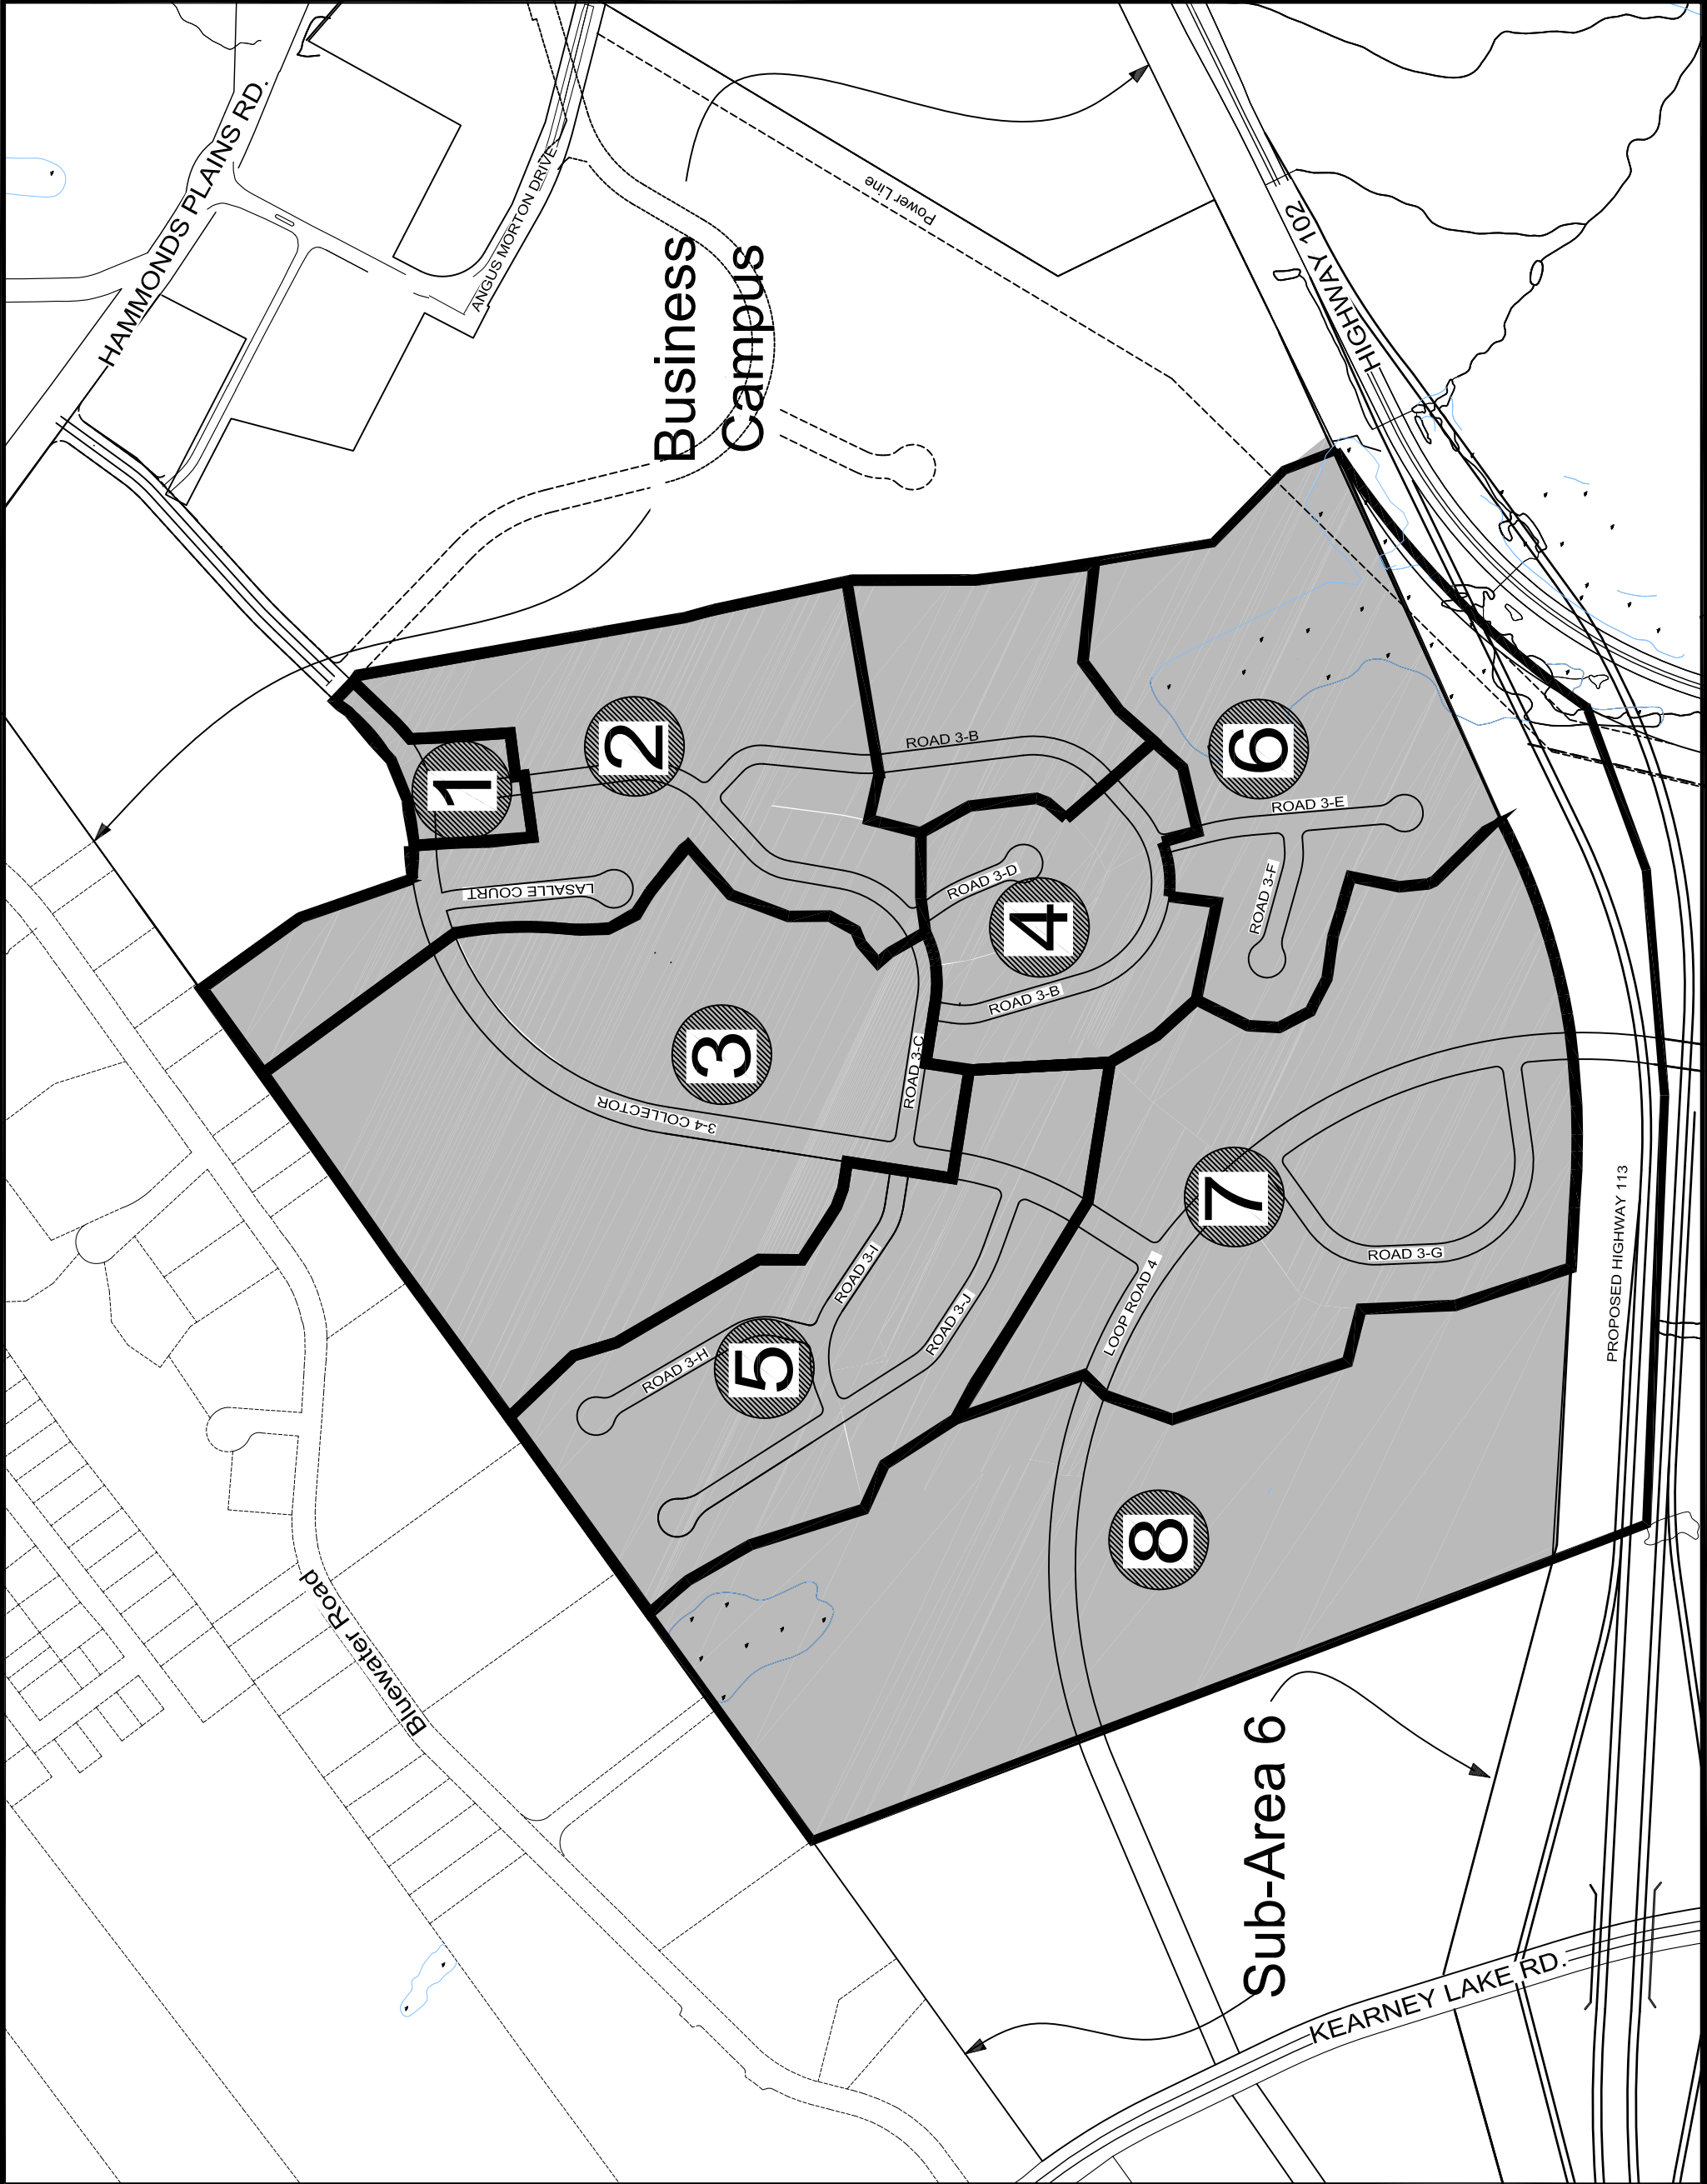 HAMMONDS PLAINS RD.
ANGUS MORTON DRIVE
Power Line
HIGHWAY 102
Business
Campus
1
2
ROAD 3-B
6
ROAD 3-E
LASALLE COURT
ROAD 3-D
ROAD 3-F
4
ROAD 3-B
3
ROAD 3-C
3-4 COLLECTOR
7
ROAD 3-I
ROAD 3-G
PROPOSED HIGHWAY 113
LOOP ROAD 4
ROAD 3-J
ROAD 3-H
5
8
Bluewater Road
Sub-Area 6
KEARNEY LAKE RD.